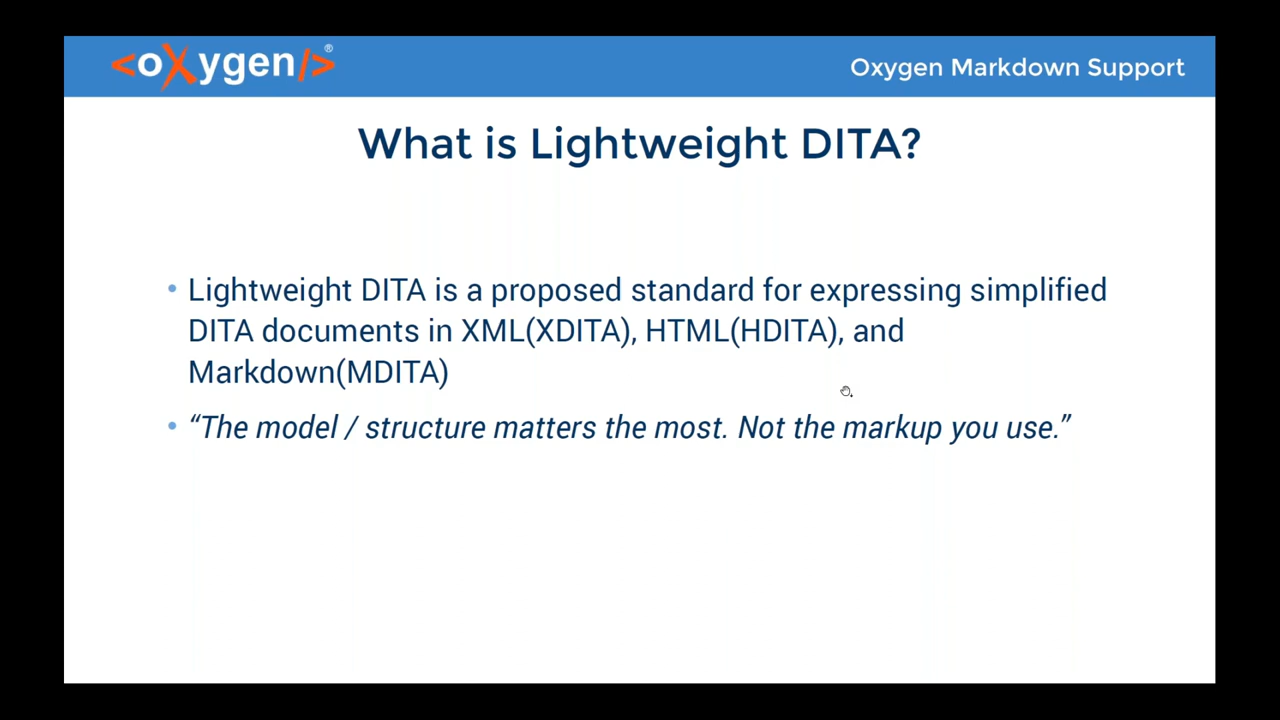 <oXygen/>®
Oxygen Markdown Support
What is Lightweight DITA?
• Lightweight DITA is a proposed standard for expressing simplified
DITA documents in XML(XDITA), HTML(HDITA), and
Markdown(MDITA)
• “The model / structure matters the most. Not the markup you use.”